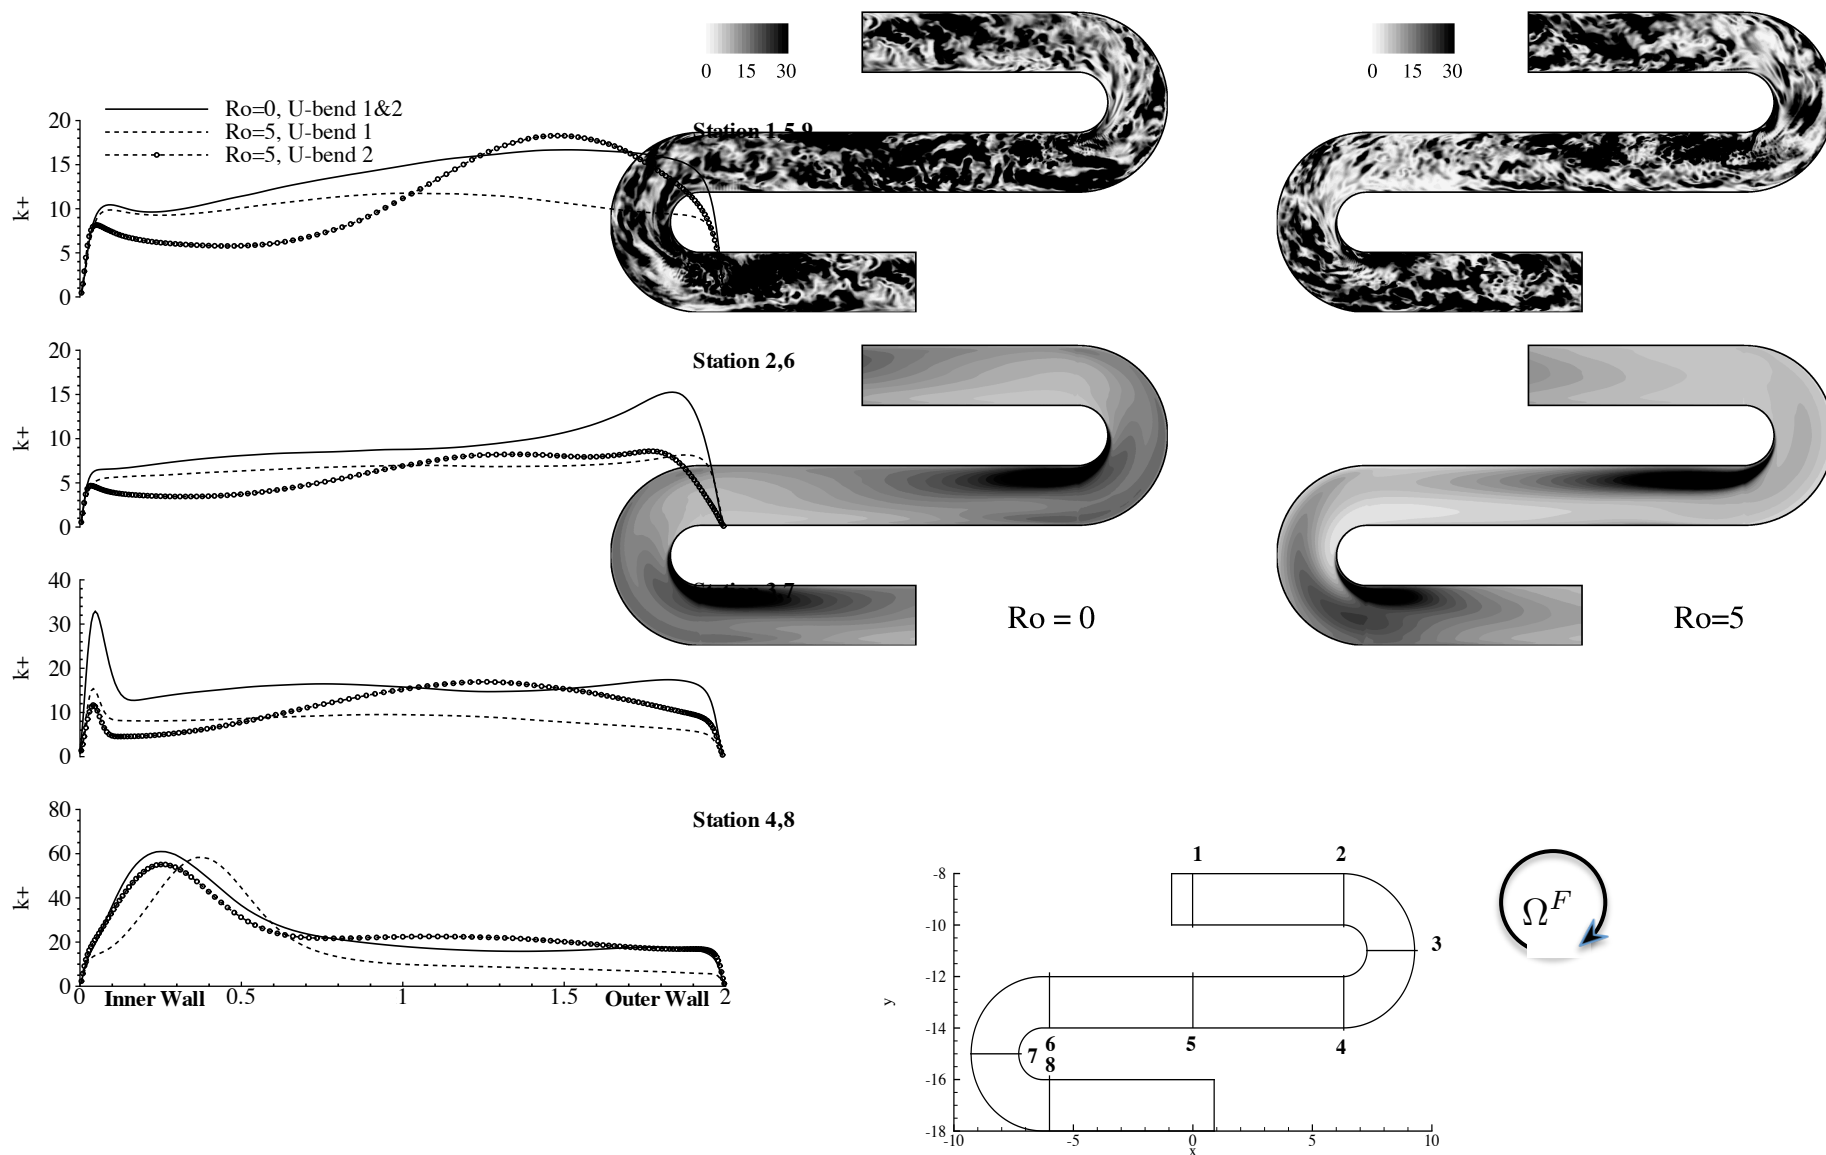 0 15 30
0 15 30
Ro=0, U-bend 1&2
Ro=5, U-bend 1
Ro=5, U-bend 2
Station 1,5,9
20
15
10
5
0
k+
Station 2,6
20
15
10
5
0
k+
Station 3,7
40
30
20
10
0
k+
Ro = 0
Ro=5
Station 4,8
80
60
40
20
0
k+
0 Inner Wall 0.5 1 1.5 Outer Wall 2
1 2
3
4
5
6
7
8
-8
-10
-12
-14
-16
-18
y
-10 -5 0 5 10
x
Ω^F